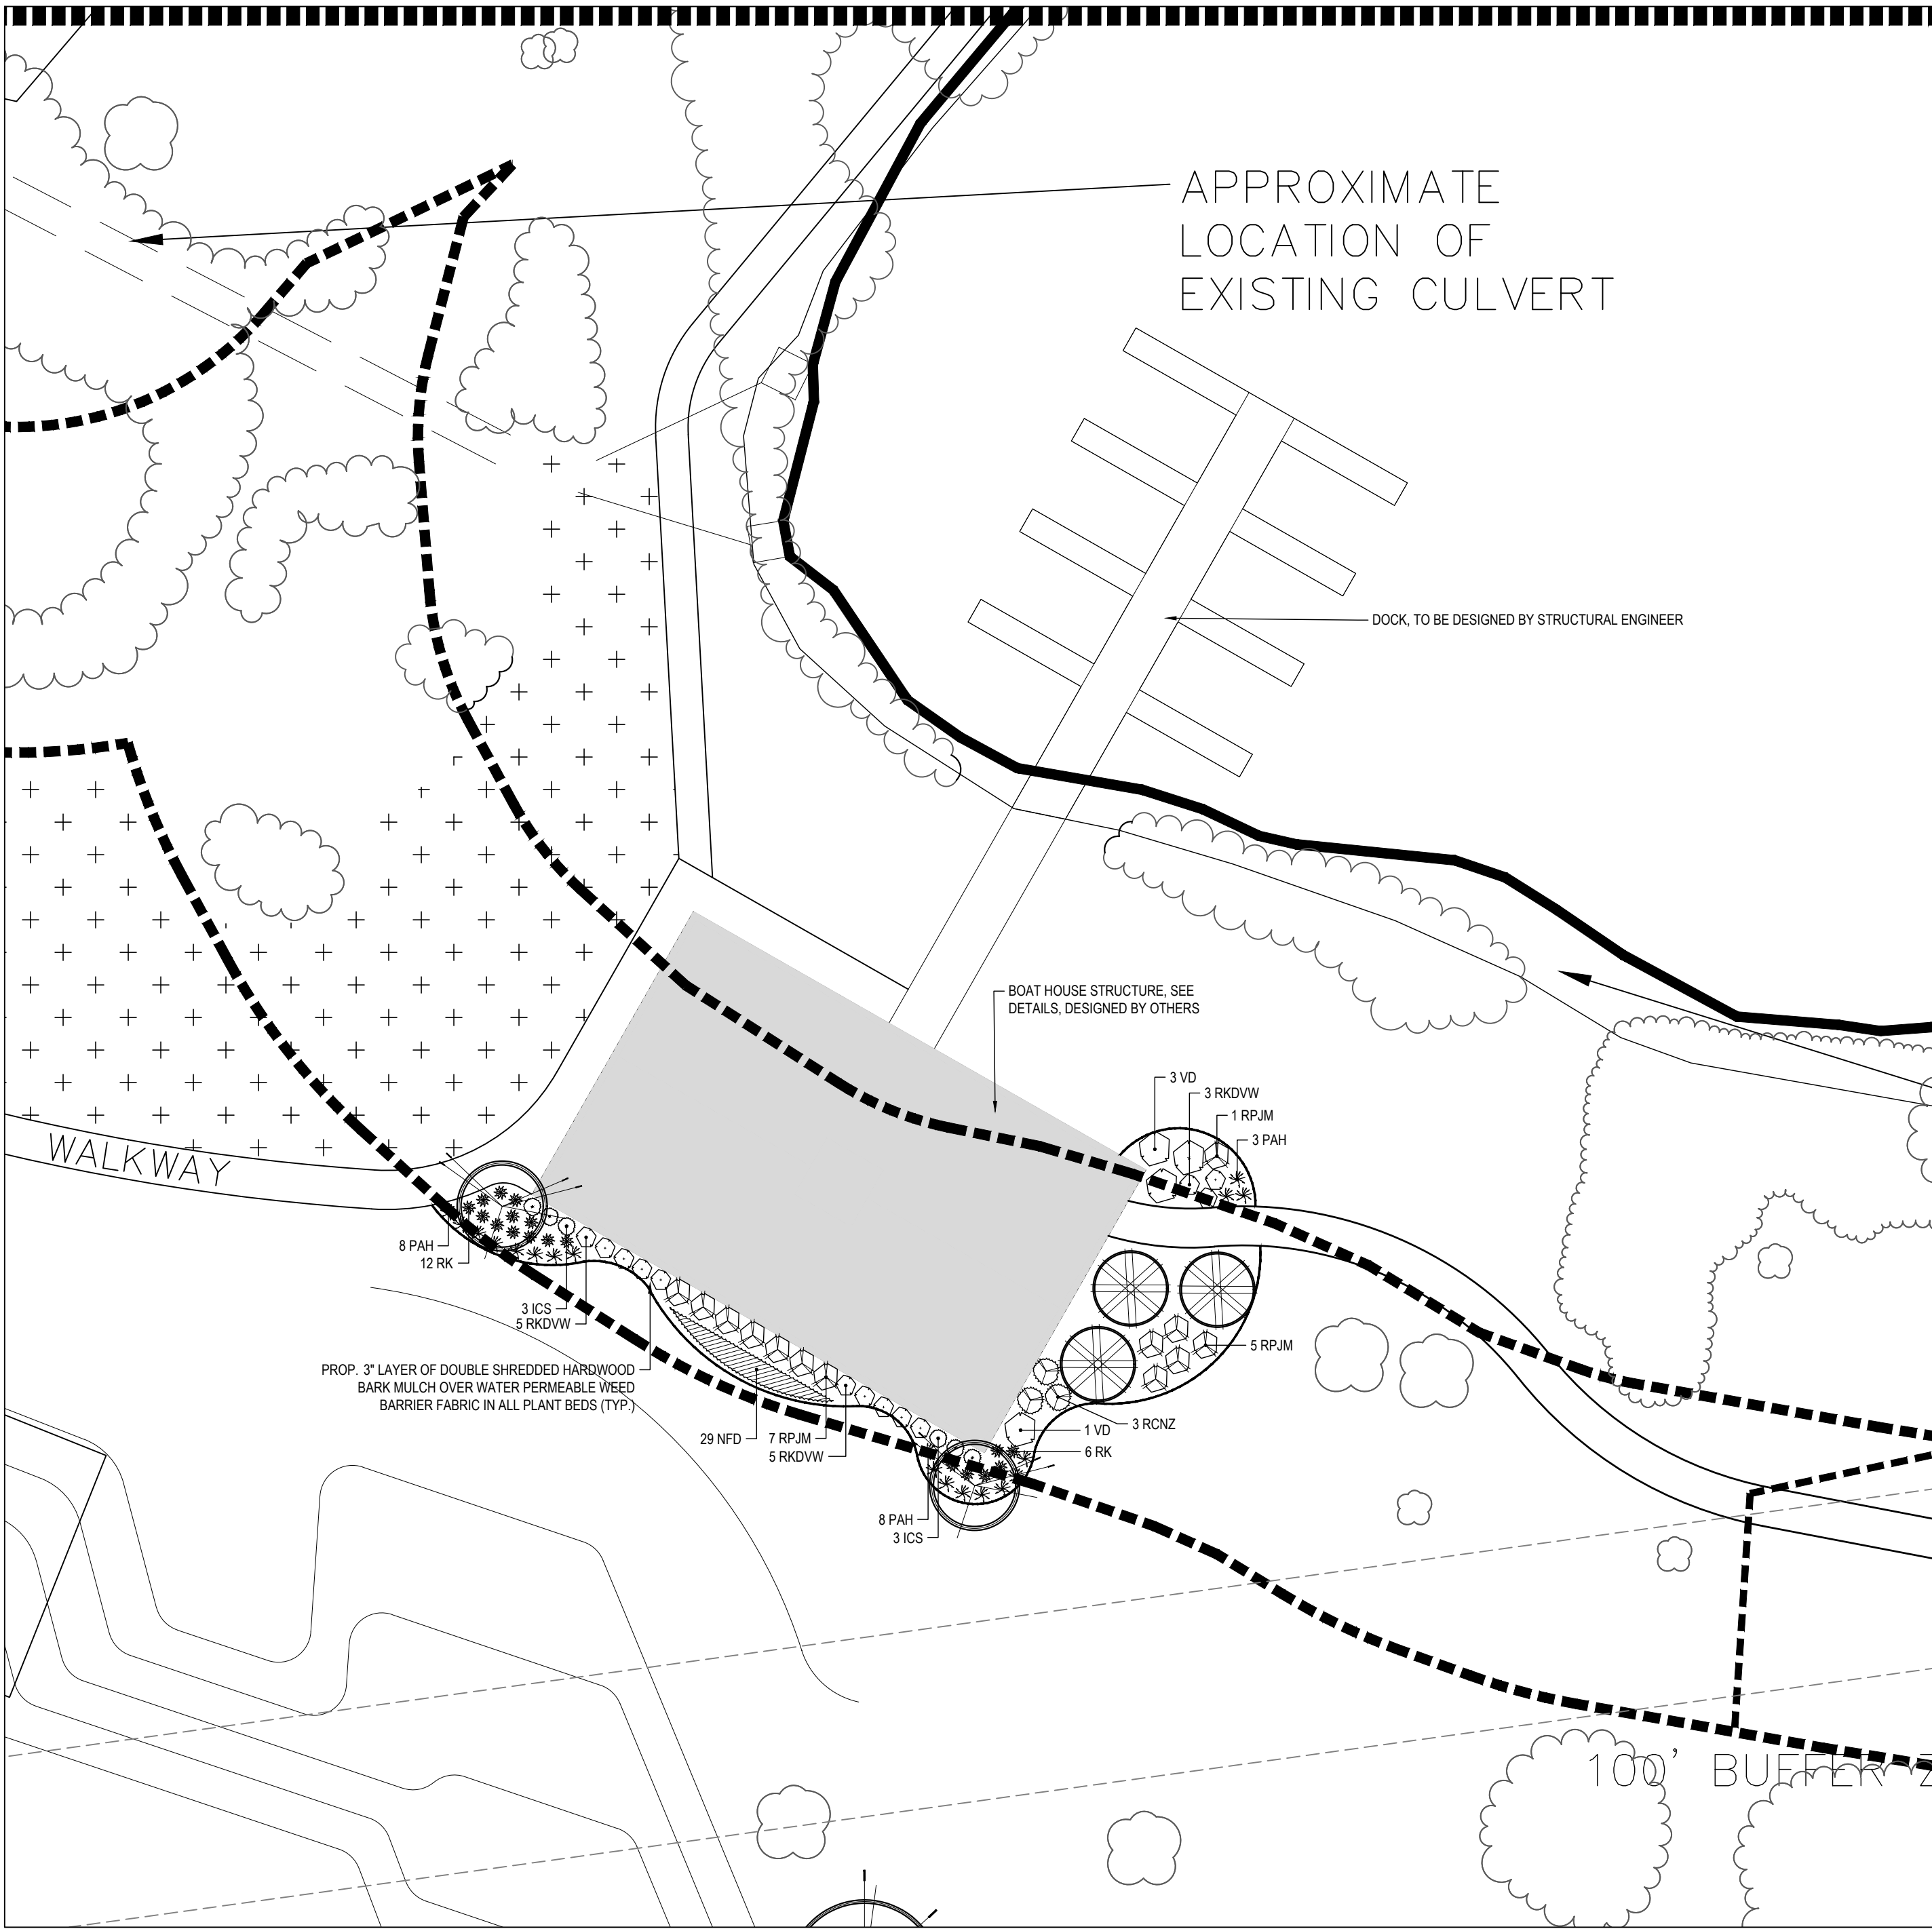 APPROXIMATE
LOCATION OF
EXISTING CULVERT
DOCK, TO BE DESIGNED BY STRUCTURAL ENGINEER
BOAT HOUSE STRUCTURE, SEE
DETAILS, DESIGNED BY OTHERS
3 VD
3 RKDVW
1 RPJM
3 PAH
WALKWAY
8 PAH
12 RK
3 ICS
5 RKDVW
PROP. 3" LAYER OF DOUBLE SHREDDED HARDWOOD
BARK MULCH OVER WATER PERMEABLE WEED
BARRIER FABRIC IN ALL PLANT BEDS (TYP.)
5 RPJM
3 RCNZ
1 VD
6 RK
29 NFD
7 RPJM
5 RKDVW
8 PAH
3 ICS
100' BUFFER Z